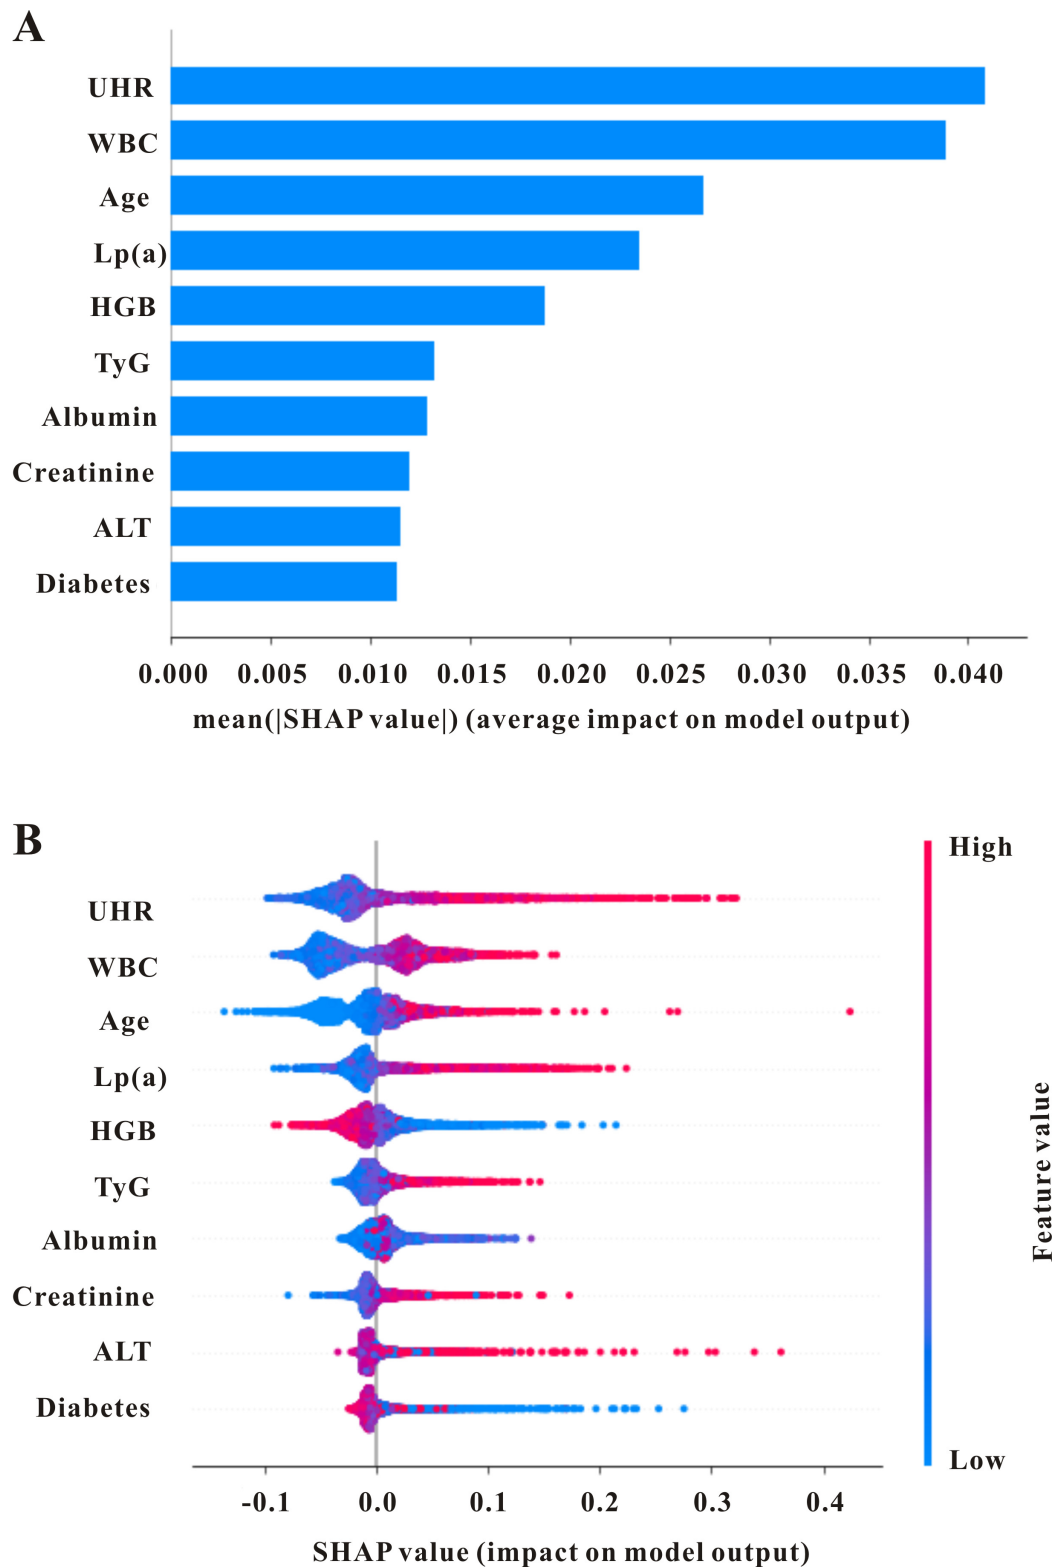 A
UHR
WBC
Age
Lp(a)
HGB
TyG
Albumin
Creatinine
ALT
Diabetes
0.000 0.005 0.010 0.015 0.020 0.025 0.030 0.035 0.040
mean(|SHAP value|) (average impact on model output)
B
High
UHR
WBC
Age
Lp(a)
HGB
TyG
Albumin
Creatinine
ALT
Diabetes
Feature value
Low
-0.1 0.0 0.1 0.2 0.3 0.4
SHAP value (impact on model output)